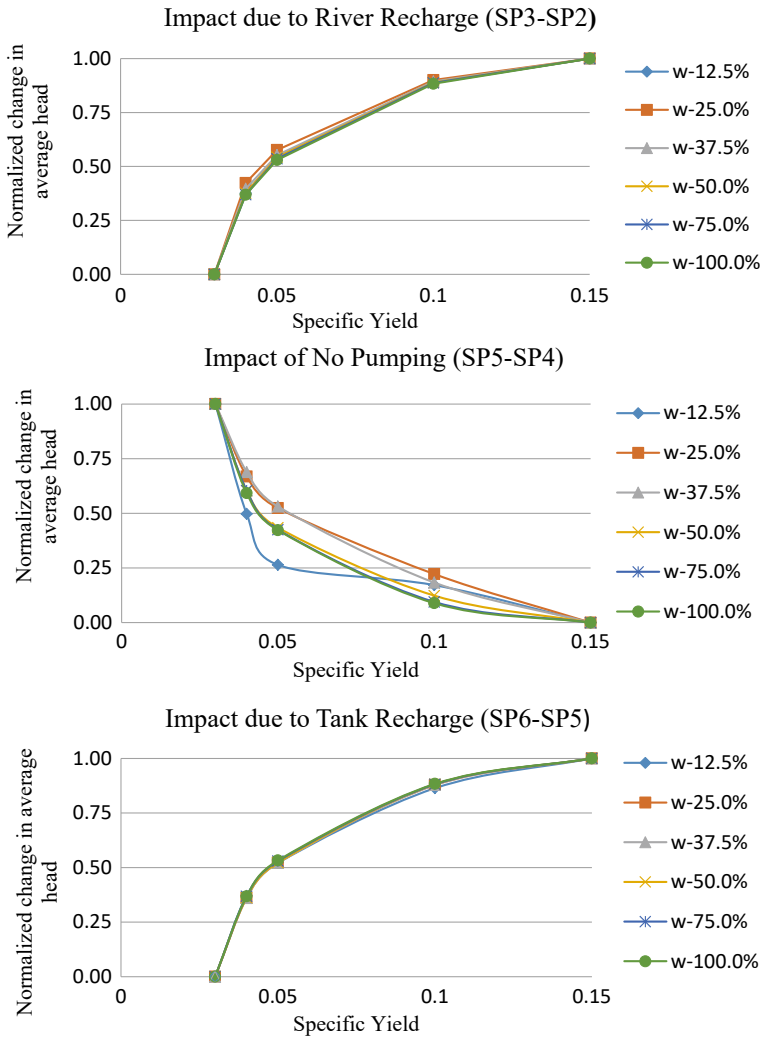 Impact due to River Recharge (SP3-SP2)
Normalized change in
average head
1.00
0.75
0.50
0.25
0.00
0
0.05
0.1
0.15
Specific Yield
w-12.5%
w-25.0%
w-37.5%
w-50.0%
w-75.0%
w-100.0%
Impact of No Pumping (SP5-SP4)
Normalized change in
average head
1.00
0.75
0.50
0.25
0.00
0
0.05
0.1
0.15
Specific Yield
w-12.5%
w-25.0%
w-37.5%
w-50.0%
w-75.0%
w-100.0%
Impact due to Tank Recharge (SP6-SP5)
Normalized change in average
head
1.00
0.75
0.50
0.25
0.00
0
0.05
0.1
0.15
Specific Yield
w-12.5%
w-25.0%
w-37.5%
w-50.0%
w-75.0%
w-100.0%